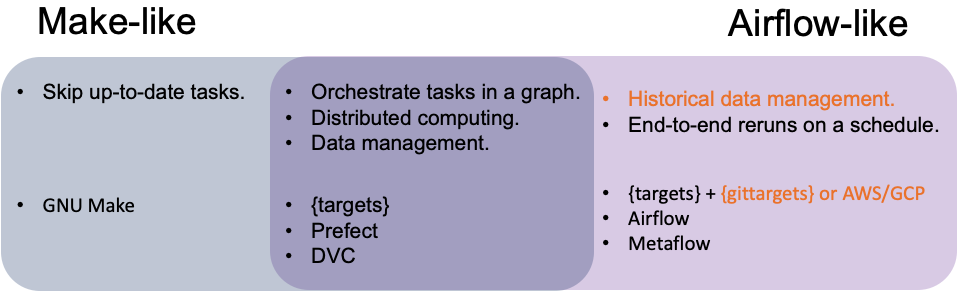 Make-like
Airflow-like
• Skip up-to-date tasks.
• GNU Make
• Orchestrate tasks in a graph.
• Distributed computing.
• Data management.
• {targets}
• Prefect
• DVC
• Historical data management.
• End-to-end reruns on a schedule.
• {targets} + {gittargets} or AWS/GCP
• Airflow
• Metaflow